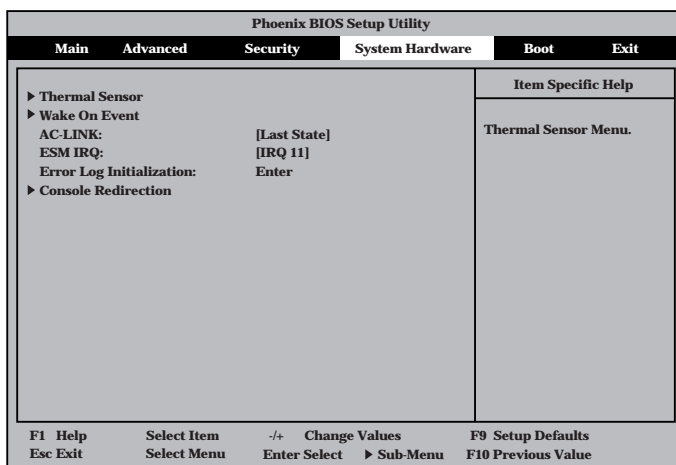 Phoenix BIOS Setup Utility
Main Advanced Security System Hardware Boot Exit
Item Specific Help
▶ Thermal Sensor
▶ Wake On Event
Thermal Sensor Menu.
AC-LINK: [Last State]
ESM IRQ: [IRQ 11]
Error Log Initialization: Enter
▶ Console Redirection
F1 Help Select Item -/+ Change Values F9 Setup Defaults
Esc Exit Select Menu Enter Select ▶ Sub-Menu F10 Previous Value